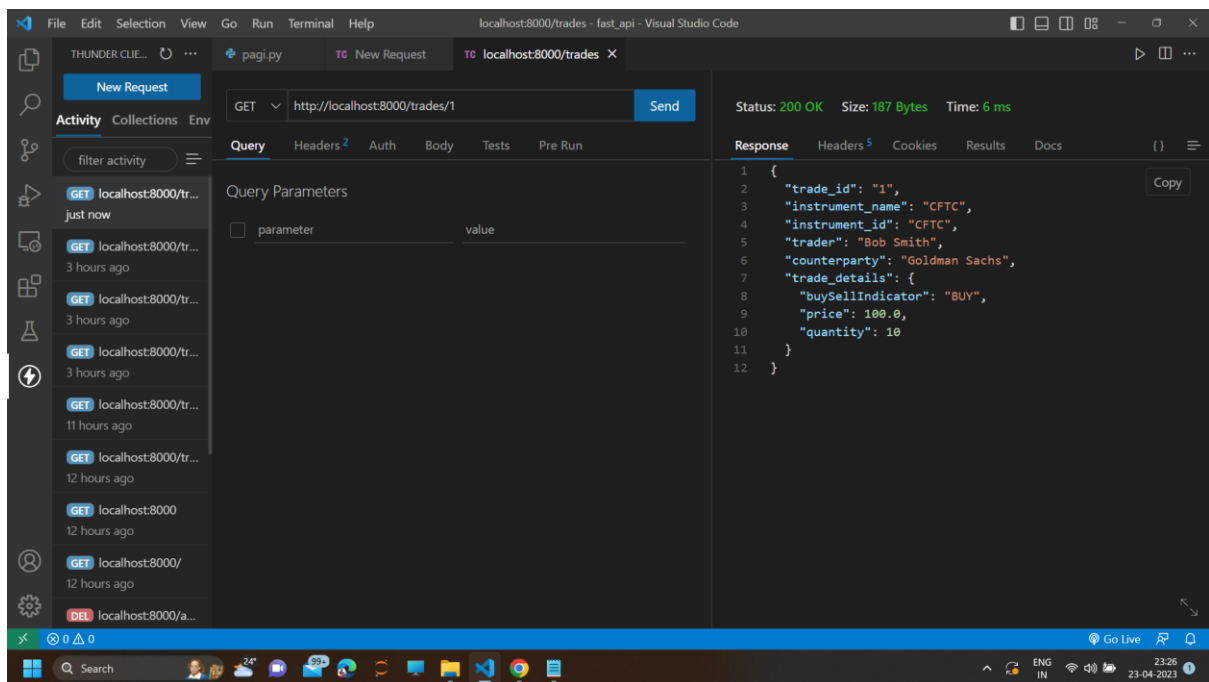 File Edit Selection View Go Run Terminal Help localhost:8000/trades - fast_api - Visual Studio Code
THUNDER CLIE... pagi.py TC New Request TC localhost:8000/trades
New Request
GET http://localhost:8000/trades/1 Send
Status: 200 OK Size: 187 Bytes Time: 6 ms
Activity Collections Env
Query Headers 2 Auth Body Tests Pre Run
Response Headers 5 Cookies Results Docs {}
filter activity
Query Parameters
parameter value
GET localhost:8000/tr...
just now
GET localhost:8000/tr...
3 hours ago
GET localhost:8000/tr...
3 hours ago
GET localhost:8000/tr...
3 hours ago
GET localhost:8000/tr...
11 hours ago
GET localhost:8000/tr...
12 hours ago
GET localhost:8000
12 hours ago
GET localhost:8000/
12 hours ago
DEL localhost:8000/a...
Copy
1 {
2 "trade_id": "1",
3 "instrument_name": "CFTC",
4 "instrument_id": "CFTC",
5 "trader": "Bob Smith",
6 "counterparty": "Goldman Sachs",
7 "trade_details": {
8 "buySellIndicator": "BUY",
9 "price": 100.0,
10 "quantity": 10
11 }
12 }
0 0 Go Live
Search 24° 99+ ENG 23:26
IN 23-04-2023 1